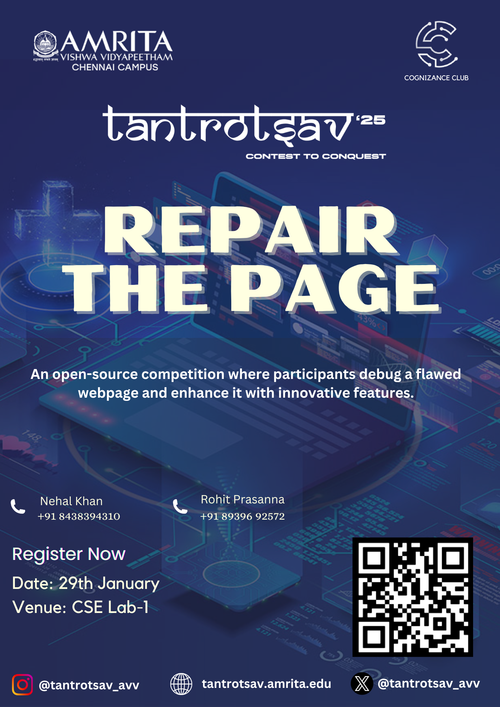 AMRITA
VISHWA VIDYAPEETHAM
CHENNAI CAMPUS
COGNIZANCE CLUB
tantrotsav'25
CONTEST TO CONQUEST
REPAIR
THE PAGE
An open-source competition where participants debug a flawed
webpage and enhance it with innovative features.
Nehal Khan
+91 8438394310
Rohit Prasanna
+91 89396 92572
Register Now
Date: 29th January
Venue: CSE Lab-1
@tantrotsav_avv
tantrotsav.amrita.edu
@tantrotsav_avv